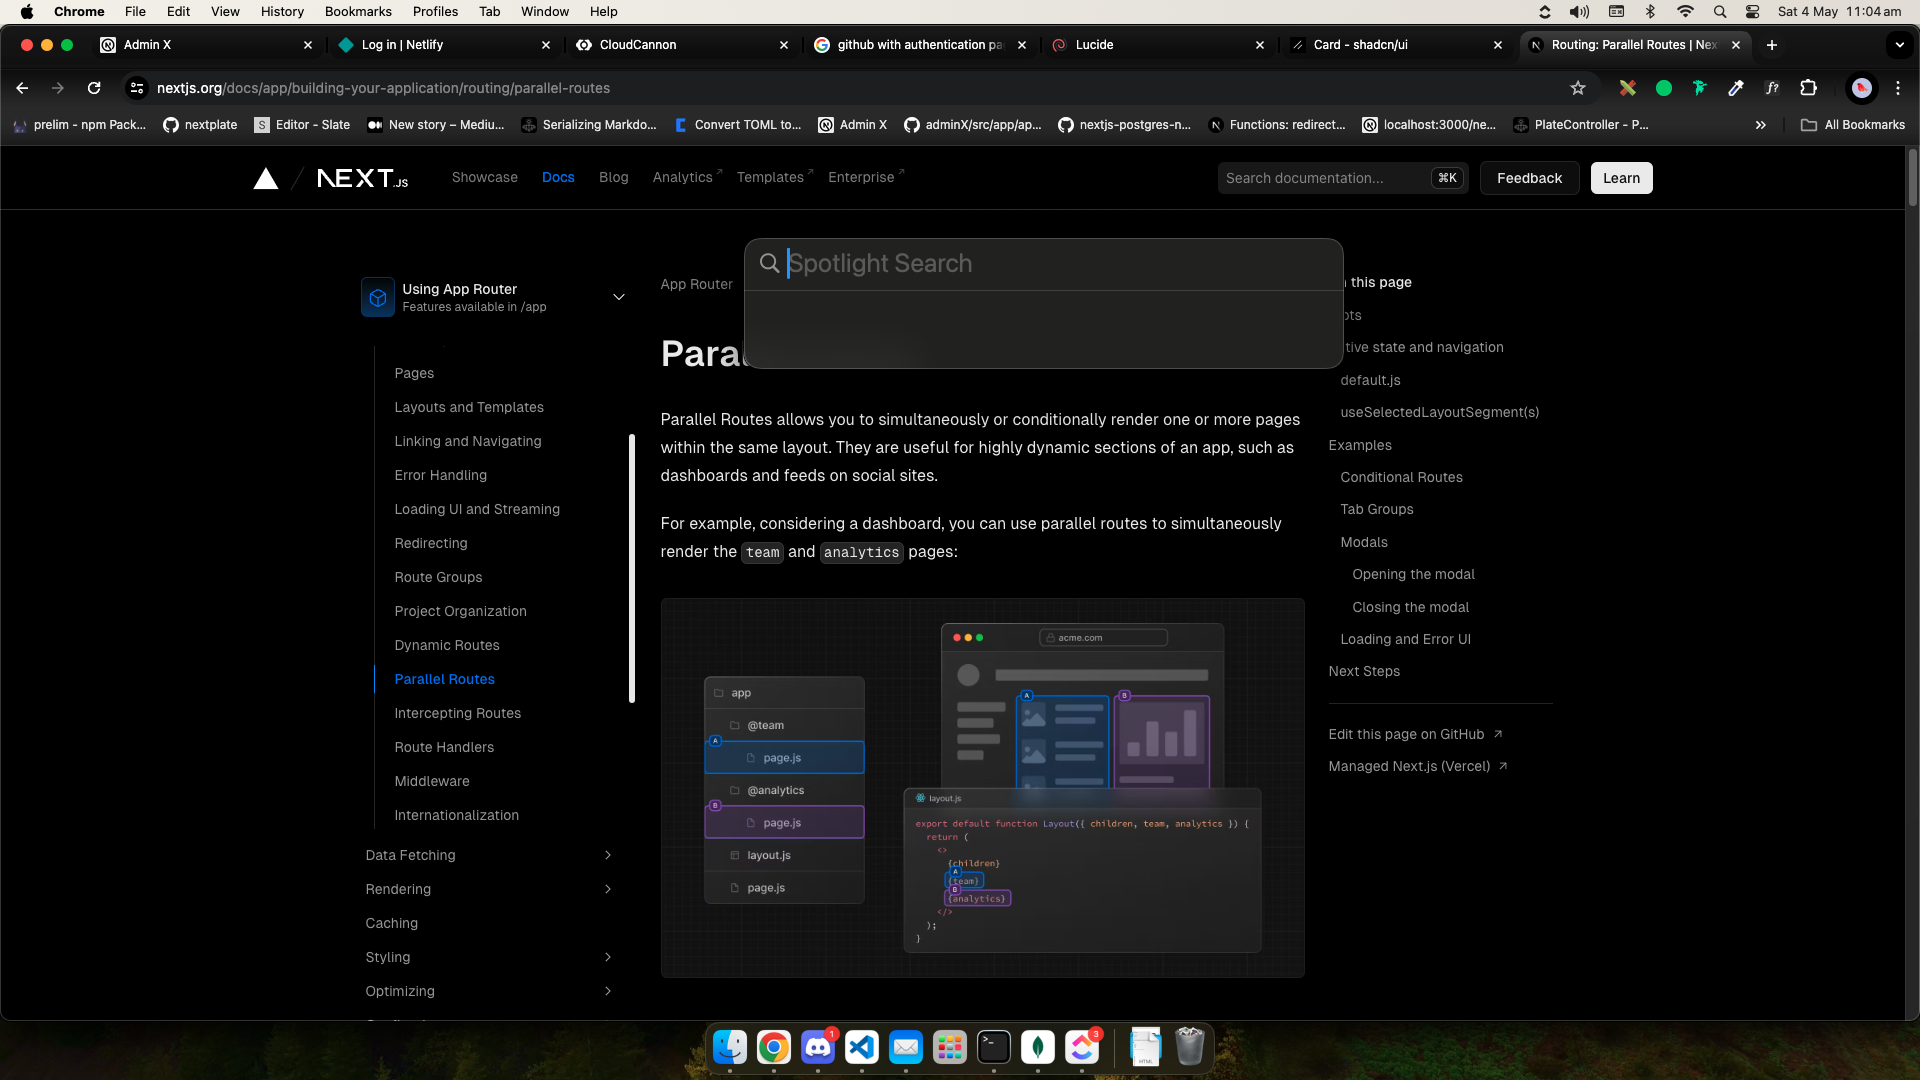 Chrome File Edit View History Bookmarks Profiles Tab Window Help
Sat 4 May 11:04 am
Admin X
Log in | Netlify
CloudCannon
github with authentication pa
Lucide
Card - shadcn/ui
Routing: Parallel Routes | Nex
nextjs.org/docs/app/building-your-application/routing/parallel-routes
prelim - npm Pack...
nextplate
Editor - Slate
New story – Mediu...
Serializing Markdo...
Convert TOML to...
Admin X
adminX/src/app/ap...
nextjs-postgres-n...
Functions: redirect...
localhost:3000/ne...
PlateController - P...
All Bookmarks
NEXT.JS
Showcase
Docs
Blog
Analytics
Templates
Enterprise
Search documentation...
⌘K
Feedback
Learn
Spotlight Search
Using App Router
Features available in /app
Pages
Layouts and Templates
Linking and Navigating
Error Handling
Loading UI and Streaming
Redirecting
Route Groups
Project Organization
Dynamic Routes
Parallel Routes
Intercepting Routes
Route Handlers
Middleware
Internationalization
Data Fetching
Rendering
Caching
Styling
Optimizing
App Router
Paral
Parallel Routes allows you to simultaneously or conditionally render one or more pages
within the same layout. They are useful for highly dynamic sections of an app, such as
dashboards and feeds on social sites.
For example, considering a dashboard, you can use parallel routes to simultaneously
render the team and analytics pages:
app
@team
A
page.js
@analytics
B
page.js
layout.js
page.js
acme.com
A
B
layout.js
export default function Layout({ children, team, analytics }) {
return (
<>
{children}
A
{team}
B
{analytics}
</>
);
}
this page
ots
tive state and navigation
default.js
useSelectedLayoutSegment(s)
Examples
Conditional Routes
Tab Groups
Modals
Opening the modal
Closing the modal
Loading and Error UI
Next Steps
Edit this page on GitHub
Managed Next.js (Vercel)
1
3
HTML